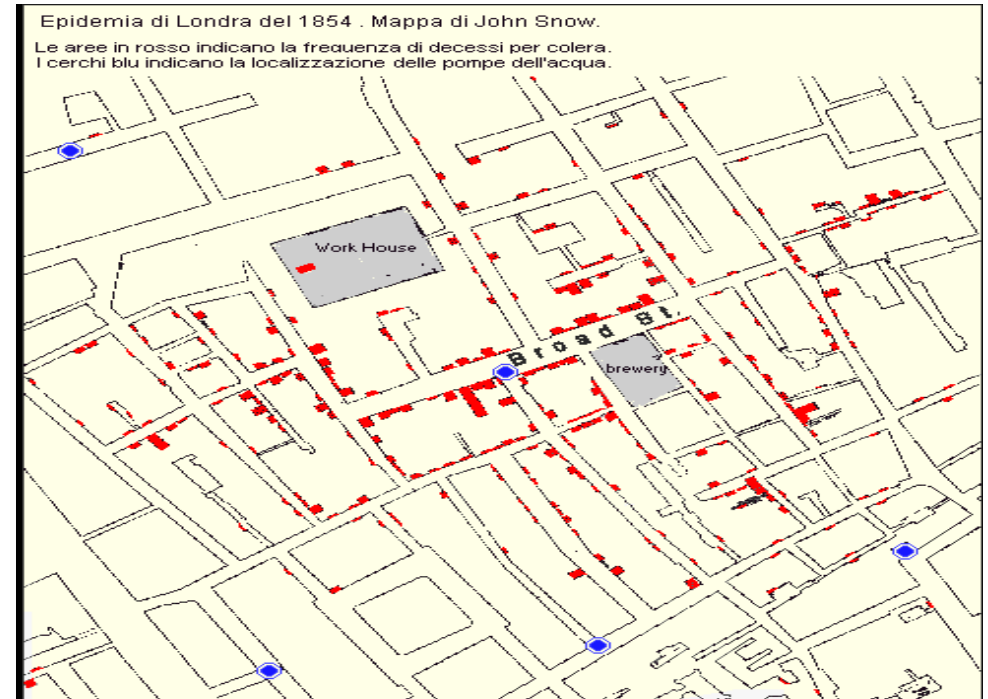 Epidemia di Londra del 1854 . Mappa di John Snow.
Le aree in rosso indicano la frequenza di decessi per colera.
I cerchi blu indicano la localizzazione delle pompe dell'acqua.
Work House
Broad St.
brewery